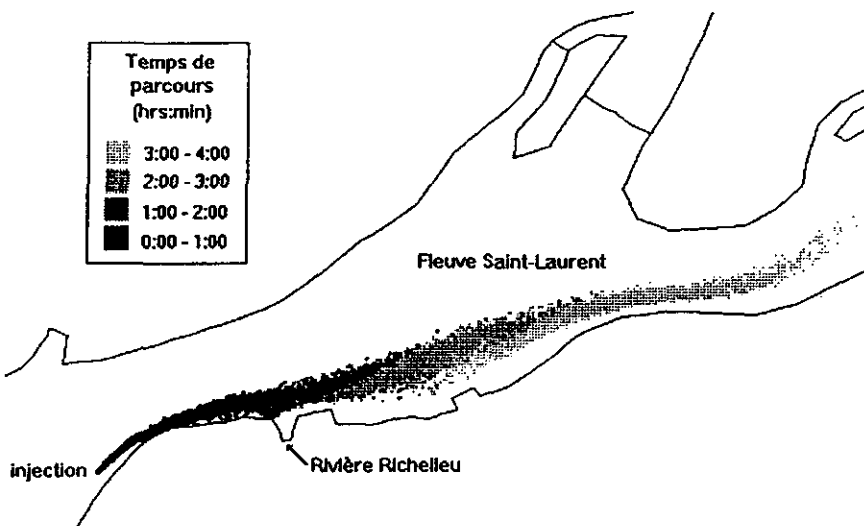 Temps de
parcours
(hrs:min)
3:00 - 4:00
2:00 - 3:00
1:00 - 2:00
0:00 - 1:00
Fleuve Saint-Laurent
injection
Rivière Richelieu